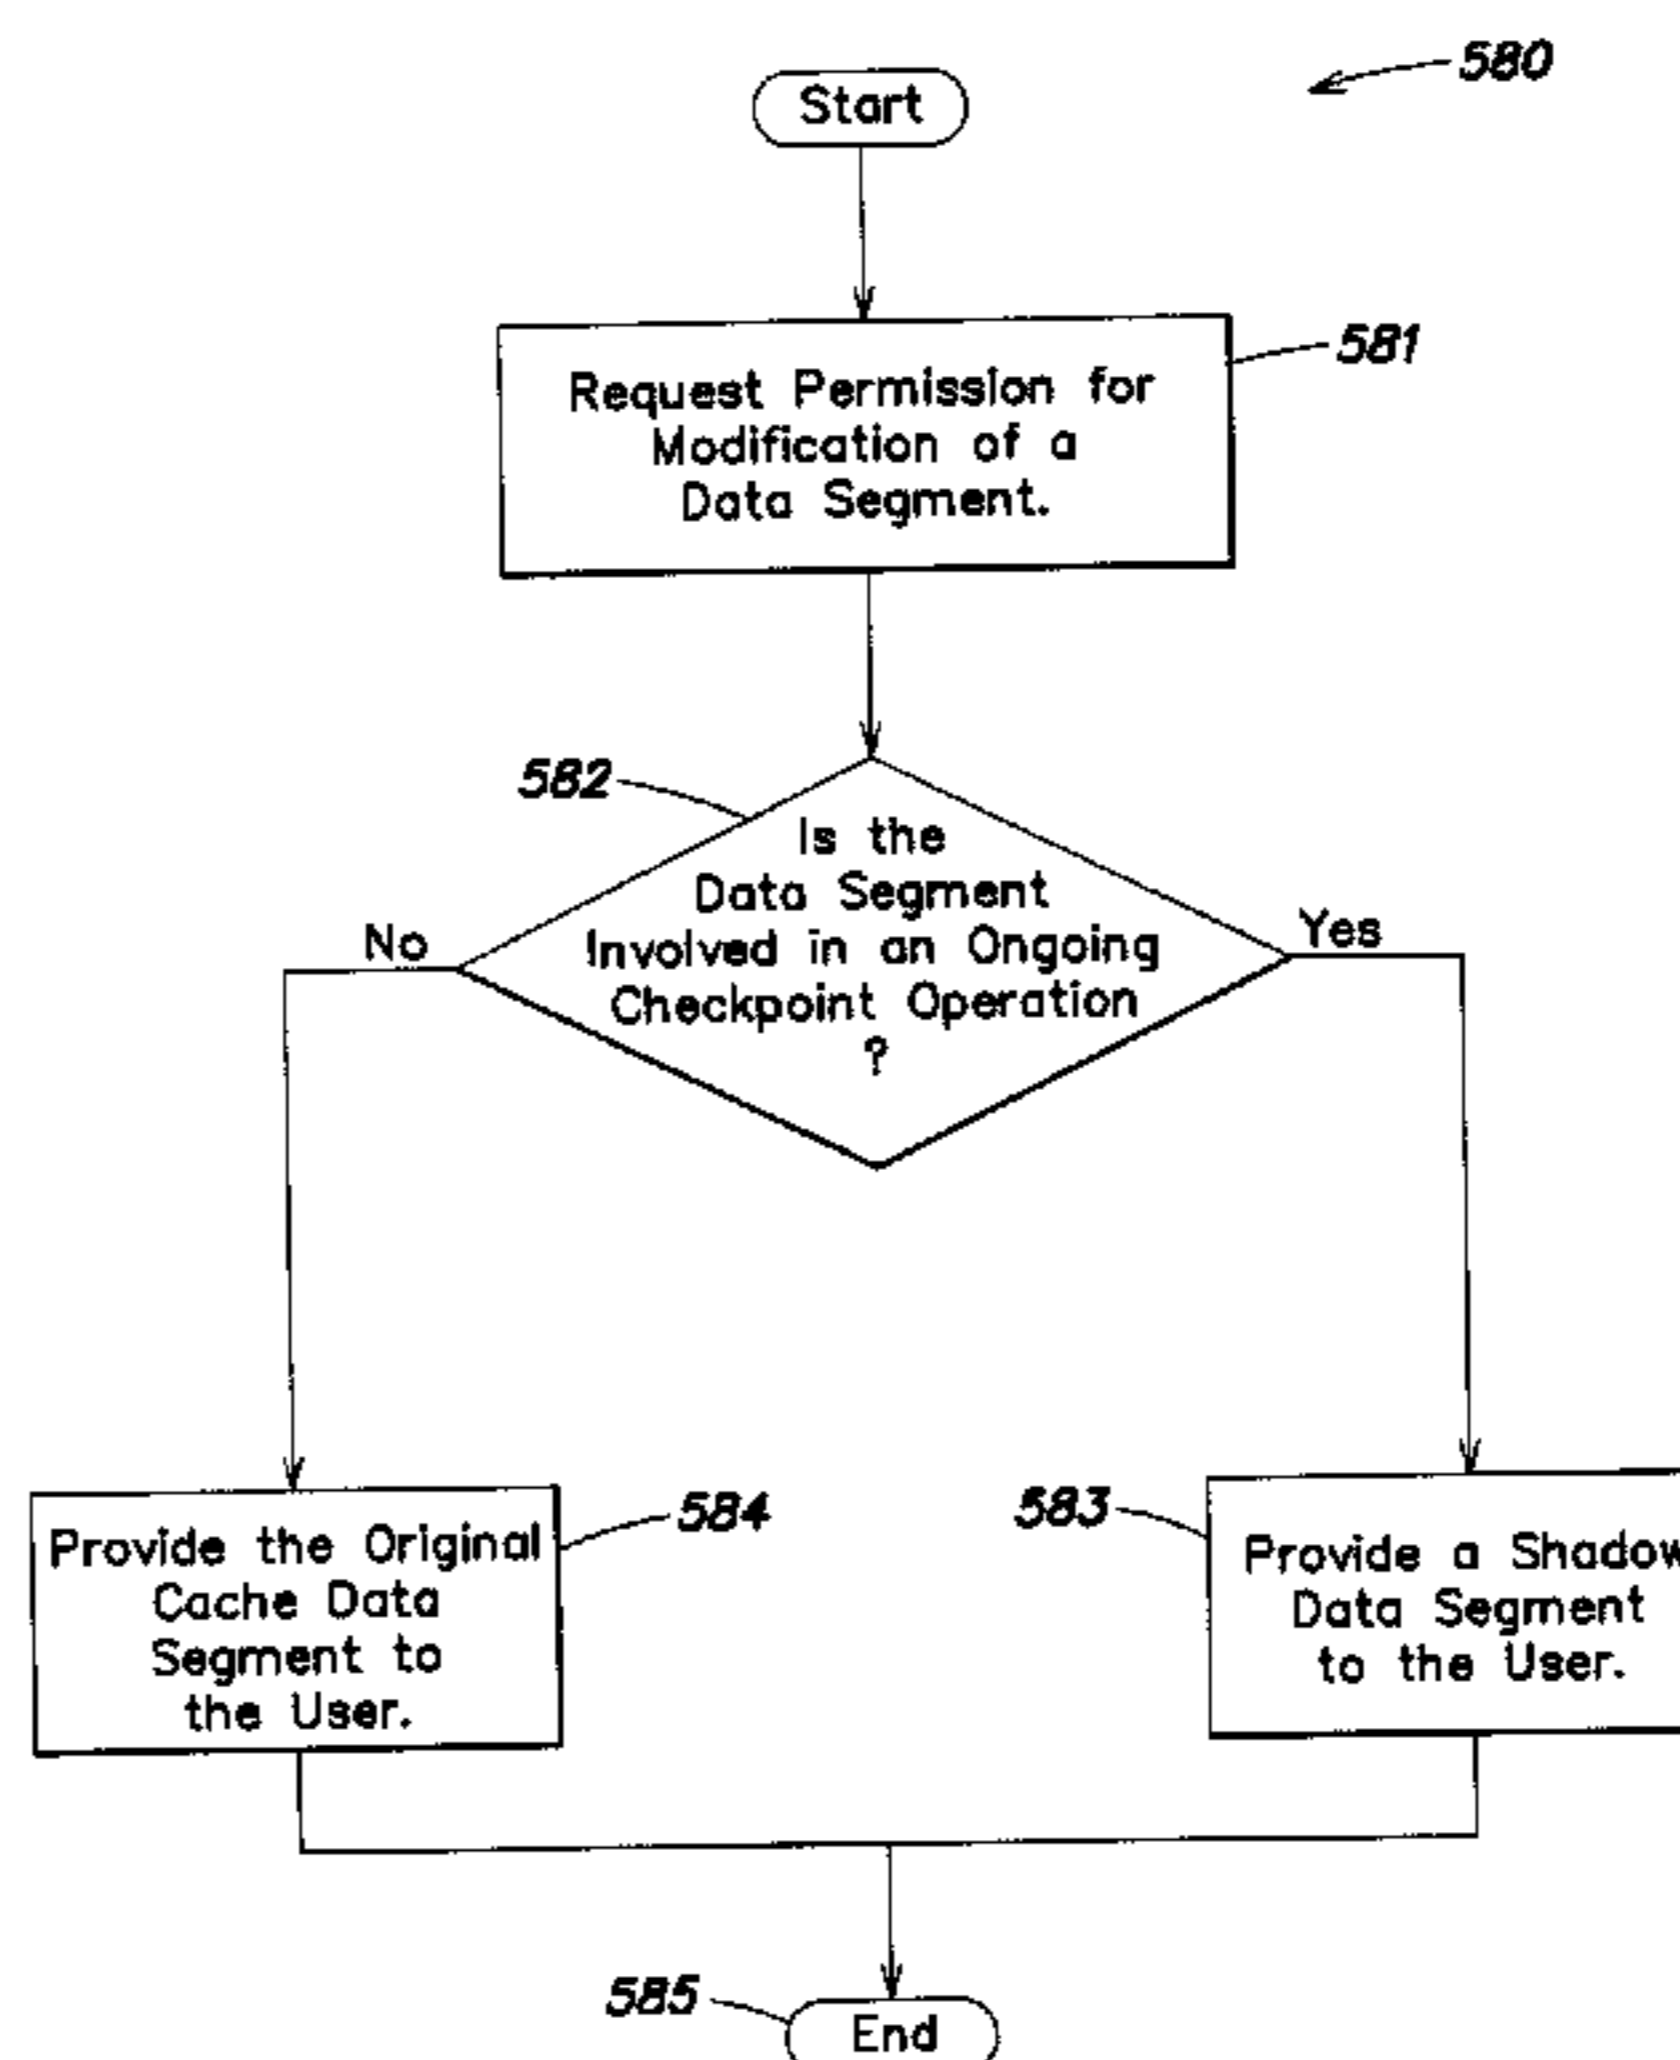 580
Start
581
Request Permission for
Modification of a
Data Segment.
582
Is the
Data Segment
Involved in an Ongoing
Checkpoint Operation
?
No
Yes
584
Provide the Original
Cache Data
Segment to
the User.
583
Provide a Shadow
Data Segment
to the User.
585
End